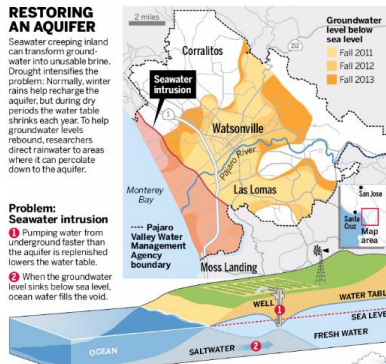 RESTORING
AN AQUIFER
Seawater creeping inland
can transform ground-
water into unusable brine.
Drought intensifies the
problem: Normally, winter
rains help recharge the
aquifer, but during dry
periods the water table
shrinks each year. To help
groundwater levels
rebound, researchers
direct rainwater to areas
where it can percolate
down to the aquifer.
2 miles
Corralitos
152
Groundwater
level below
sea level
Fall 2011
Fall 2012
Fall 2013
Seawater
intrusion
1
Watsonville
Pajaro River
Monterey
Bay
Las Lomas
Pajaro
Valley Water
Management
Agency
boundary
Moss Landing
San Jose
Santa
Cruz
Map
area
Problem:
Seawater intrusion
1 Pumping water from
underground faster than
the aquifer is replenished
lowers the water table.
2 When the groundwater
level sinks below sea level,
ocean water fills the void.
WELL
1
WATER TABL
SEA LEVE
FRESH WATER
OCEAN
SALTWATER
2